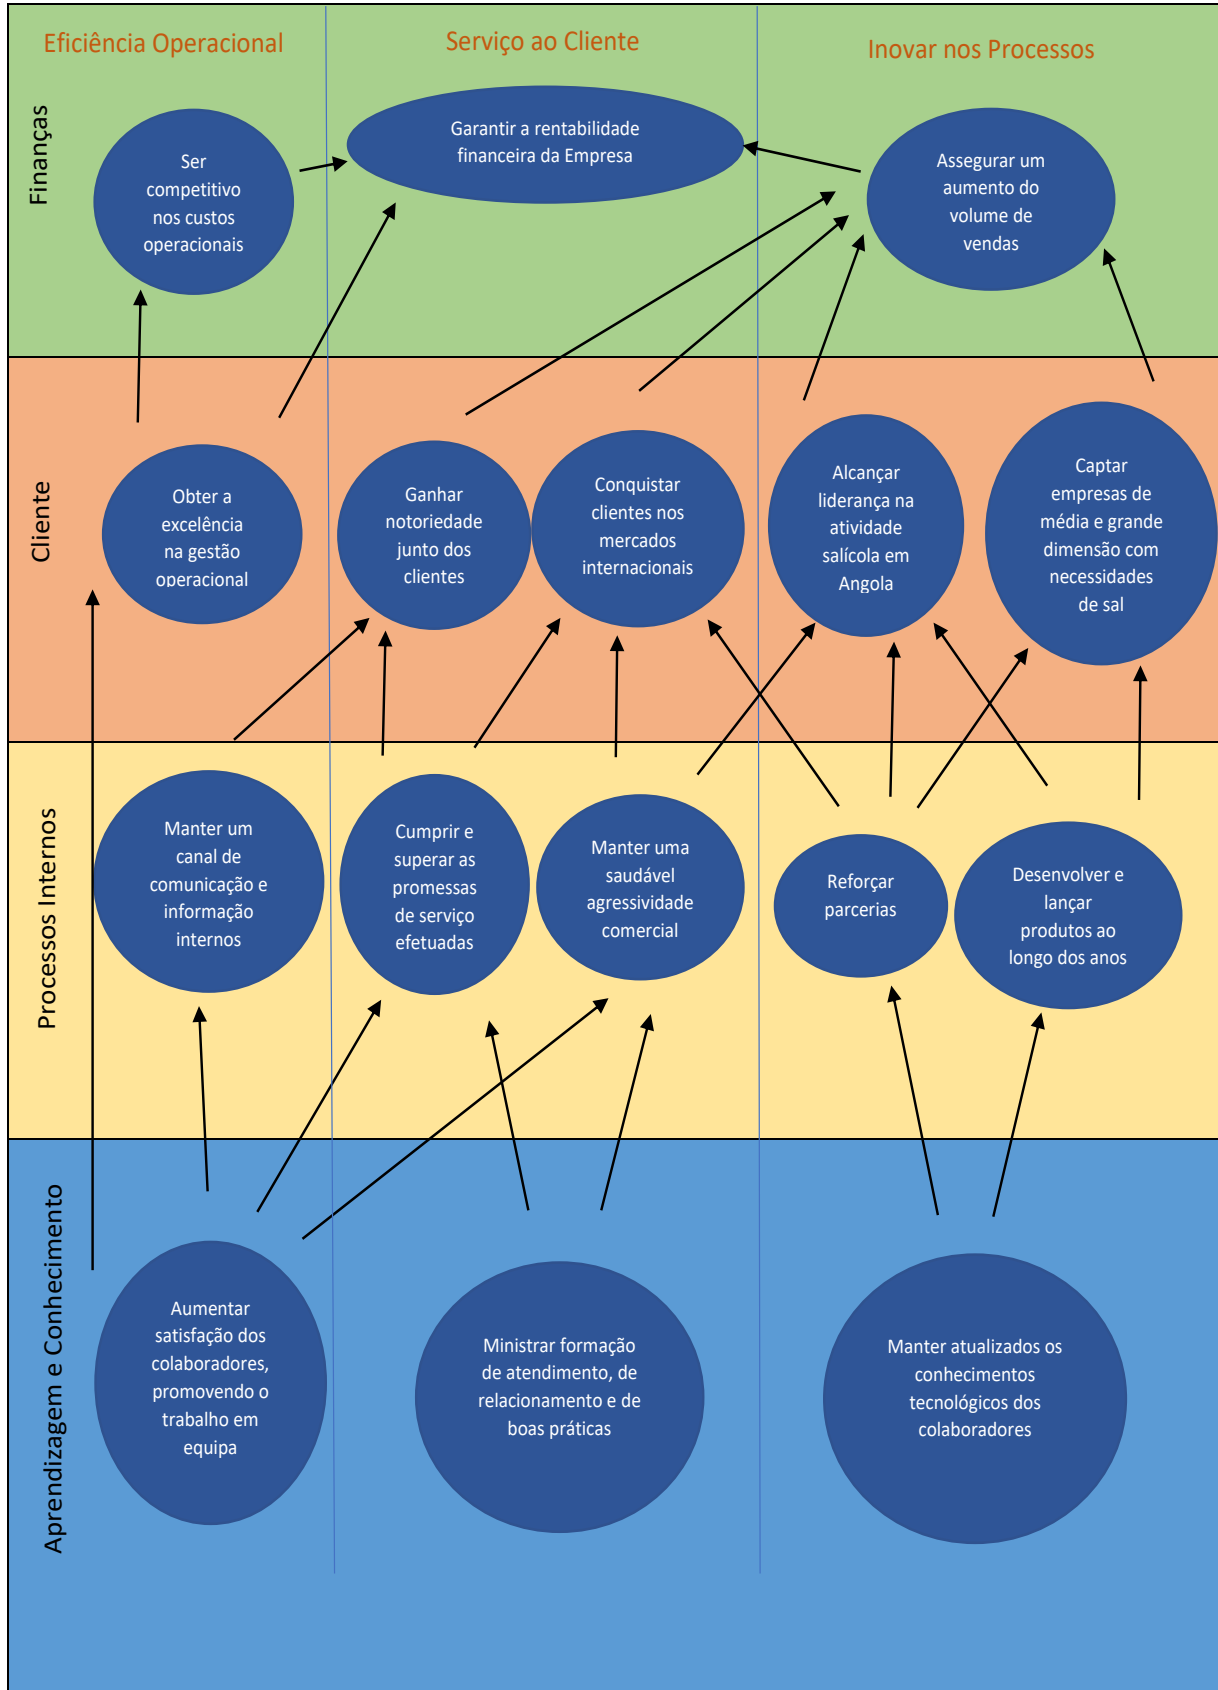 Eficiência Operacional
Serviço ao Cliente
Inovar nos Processos
Finanças
Ser
competitivo
nos custos
operacionais
Garantir a rentabilidade
financeira da Empresa
Assegurar um
aumento do
volume de
vendas
Cliente
Obter a
excelência
na gestão
operacional
Ganhar
notoriedade
junto dos
clientes
Conquistar
clientes nos
mercados
internacionais
Alcançar
liderança na
atividade
salícola em
Angola
Captar
empresas de
média e grande
dimensão com
necessidades
de sal
Processos Internos
Manter um
canal de
comunicação e
informação
internos
Cumprir e
superar as
promessas
de serviço
efetuadas
Manter uma
saudável
agressividade
comercial
Reforçar
parcerias
Desenvolver e
lançar
produtos ao
longo dos anos
Aprendizagem e Conhecimento
Aumentar
satisfação dos
colaboradores,
promovendo o
trabalho em
equipa
Ministrar formação
de atendimento, de
relacionamento e de
boas práticas
Manter atualizados os
conhecimentos
tecnológicos dos
colaboradores